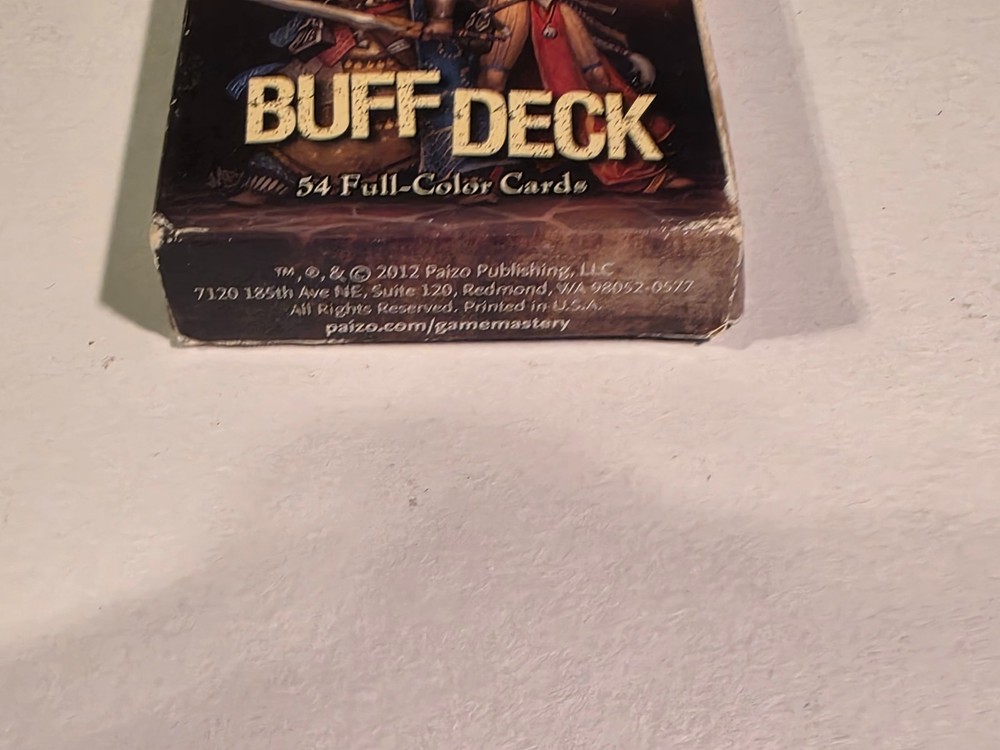 BUFF DECK
54 Full-Color Cards
™, ®, & © 2012 Paizo Publishing, LLC
7120 185th Ave NE, Suite 120, Redmond, WA 98052-0577
All Rights Reserved. Printed in U.S.A.
paizo.com/gamemastery